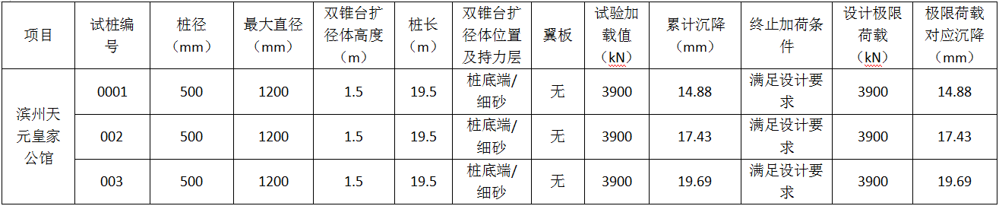 项目 试桩编号 桩径（mm） 最大直径（mm） 双锥台扩径体高度（m） 桩长（m） 双锥台扩径体位置及持力层 翼板 试验加载值（kN） 累计沉降（mm） 终止加荷条件 设计极限荷载（kN） 极限荷载对应沉降（mm）
滨州天元皇家公馆 0001 500 1200 1.5 19.5 桩底端/细砂 无 3900 14.88 满足设计要求 3900 14.88
002 500 1200 1.5 19.5 桩底端/细砂 无 3900 17.43 满足设计要求 3900 17.43
003 500 1200 1.5 19.5 桩底端/细砂 无 3900 19.69 满足设计要求 3900 19.69